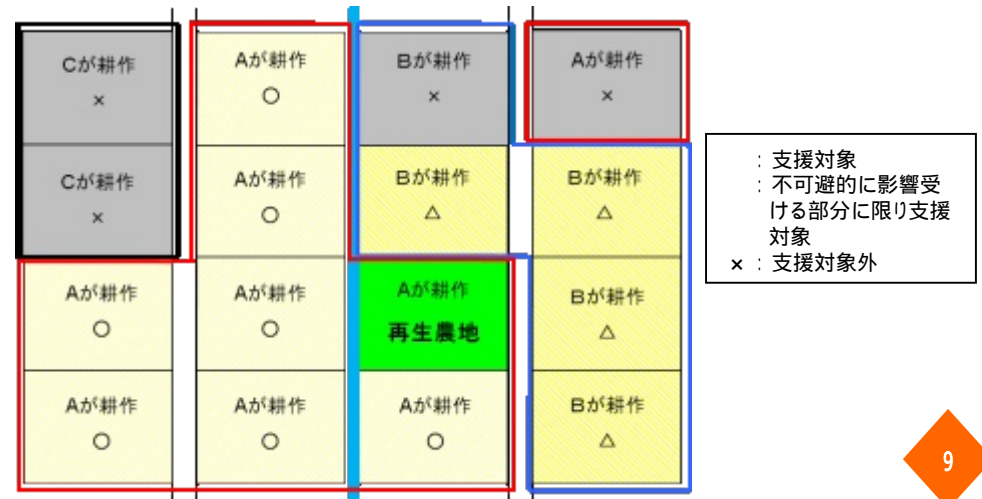 Cが耕作
×
Aが耕作
○
Bが耕作
×
Aが耕作
×
Cが耕作
×
Aが耕作
○
Bが耕作
△
Bが耕作
△
Aが耕作
○
Aが耕作
○
Aが耕作
再生農地
Bが耕作
△
Aが耕作
○
Aが耕作
○
Aが耕作
○
Bが耕作
△
：支援対象
：不可避的に影響受
ける部分に限り支援
対象
×：支援対象外
9